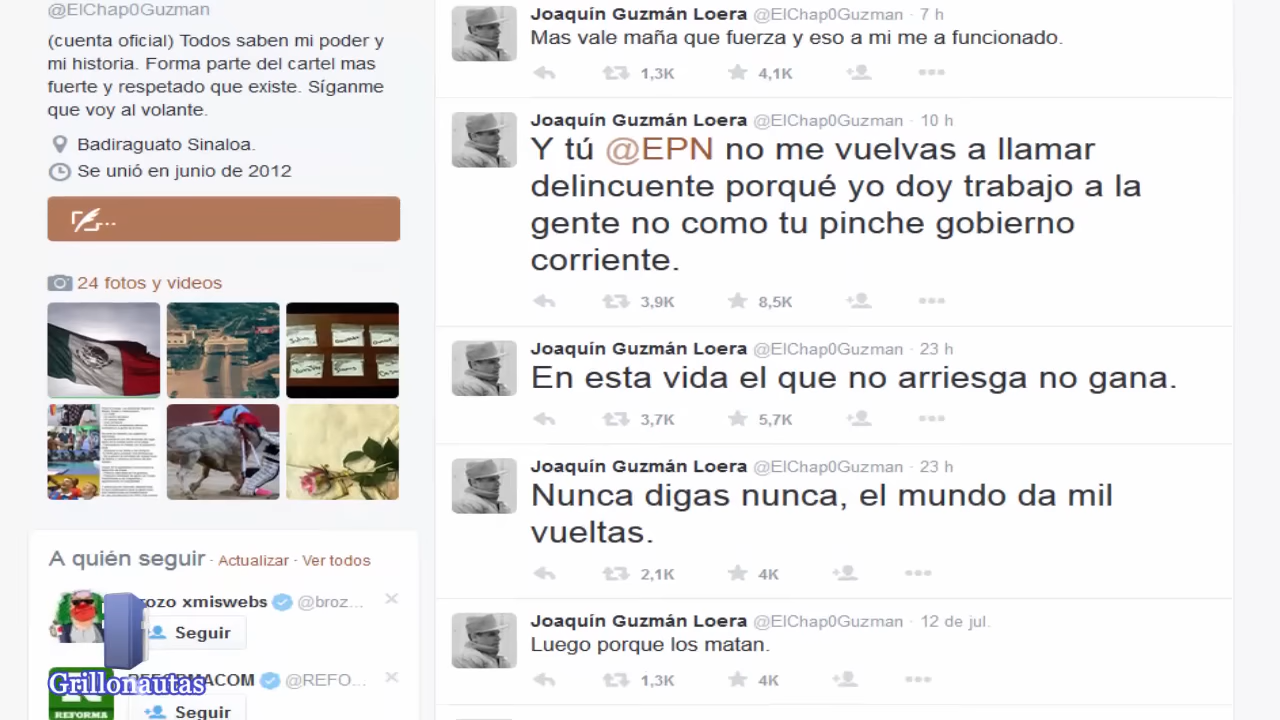 @ElChap0Guzman
(cuenta oficial) Todos saben mi poder y
mi historia. Forma parte del cartel mas
fuerte y respetado que existe. Síganme
que voy al volante.
Badiraguato Sinaloa.
Se unió en junio de 2012
24 fotos y videos
A quién seguir · Actualizar · Ver todos
rozo xmiswebs @broz...
Seguir
REFORMACOM @REFO...
Seguir
REFORMA
Grillonautas
Joaquín Guzmán Loera @ElChap0Guzman · 7 h
Mas vale maña que fuerza y eso a mi me a funcionado.
1,3K 4,1K
Joaquín Guzmán Loera @ElChap0Guzman · 10 h
Y tú @EPN no me vuelvas a llamar
delincuente porqué yo doy trabajo a la
gente no como tu pinche gobierno
corriente.
3,9K 8,5K
Joaquín Guzmán Loera @ElChap0Guzman · 23 h
En esta vida el que no arriesga no gana.
3,7K 5,7K
Joaquín Guzmán Loera @ElChap0Guzman · 23 h
Nunca digas nunca, el mundo da mil
vueltas.
2,1K 4K
Joaquín Guzmán Loera @ElChap0Guzman · 12 de jul.
Luego porque los matan.
1,3K 4K